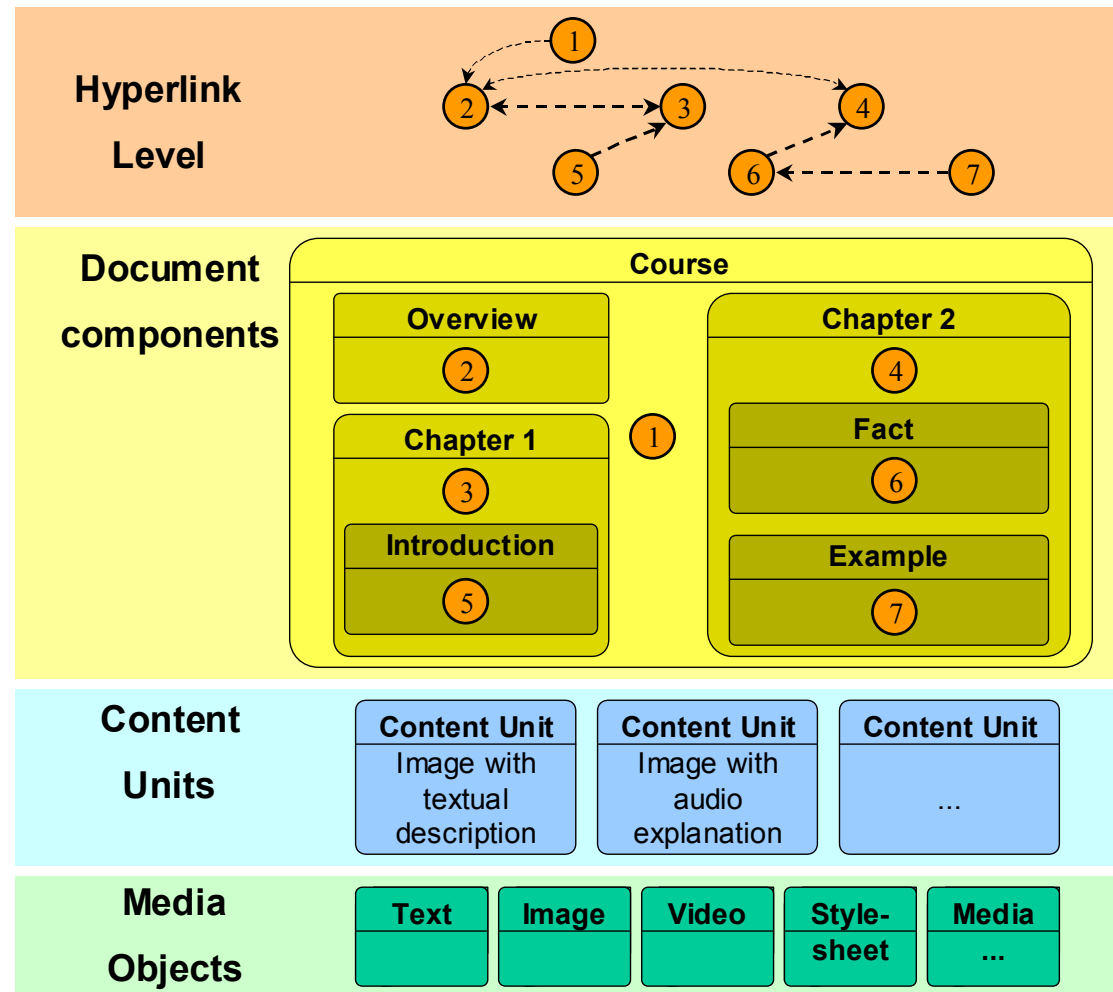 Hyperlink
Level
1
2
3
4
5
6
7
Document
components
Course
Overview
2
Chapter 1
3
Introduction
5
1
Chapter 2
4
Fact
6
Example
7
Content
Units
Content Unit
Image with
textual
description
Content Unit
Image with
audio
explanation
Content Unit
...
Media
Objects
Text
Image
Video
Style-
sheet
Media
...